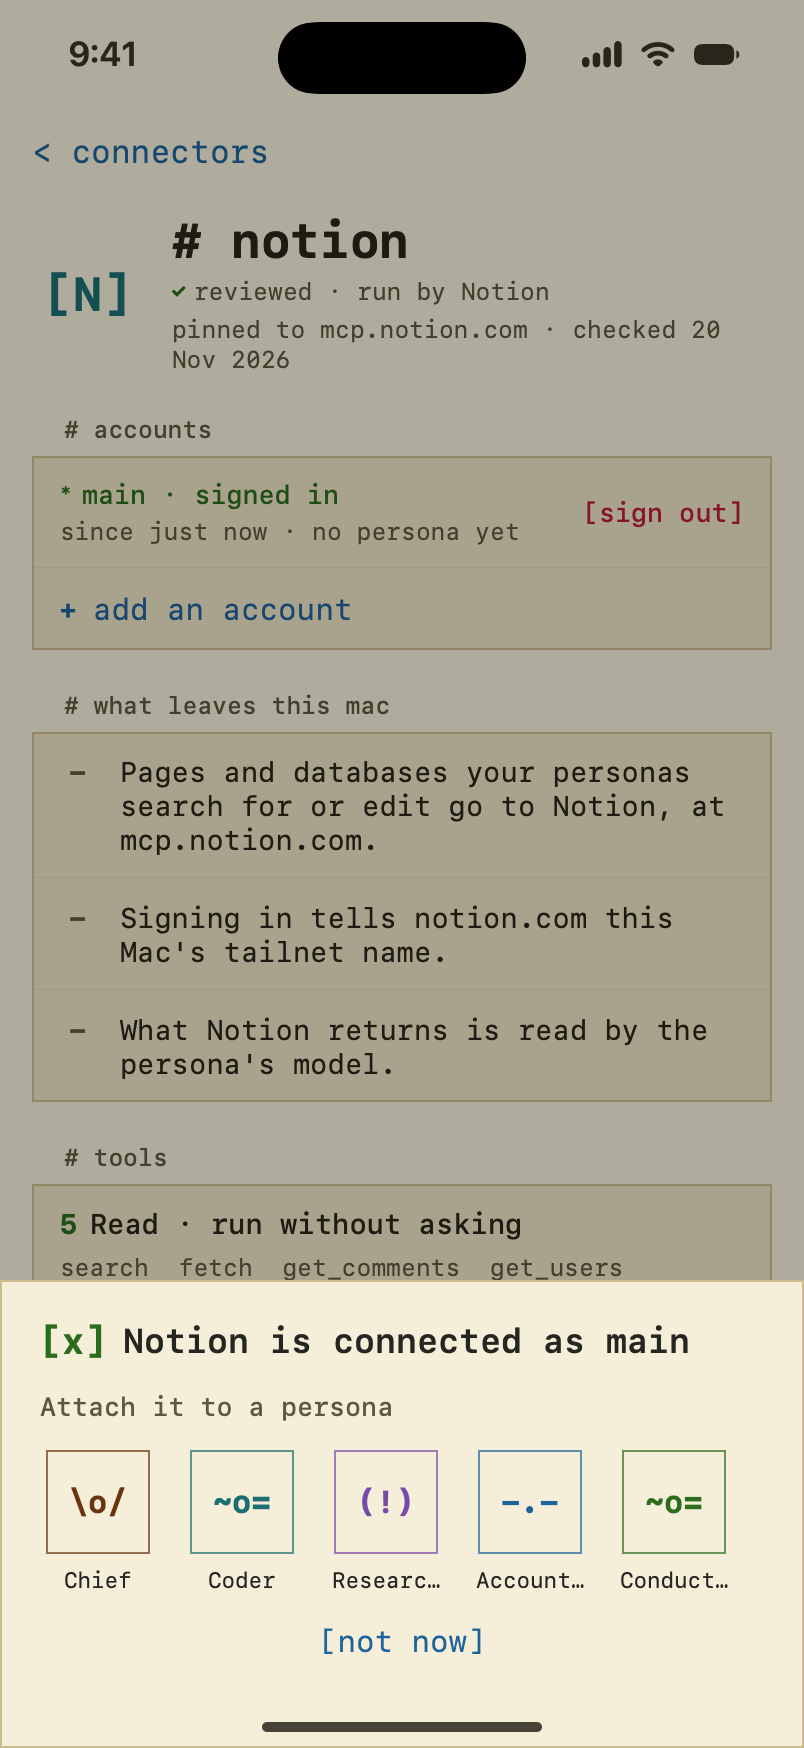 9:41
< connectors
[N]
# notion
✓ reviewed · run by Notion
pinned to mcp.notion.com · checked 20
Nov 2026
# accounts
* main · signed in
since just now · no persona yet
[sign out]
+ add an account
# what leaves this mac
– Pages and databases your personas
search for or edit go to Notion, at
mcp.notion.com.
– Signing in tells notion.com this
Mac's tailnet name.
– What Notion returns is read by the
persona's model.
# tools
5 Read · run without asking
search fetch get_comments get_users
[x] Notion is connected as main
Attach it to a persona
\o/ ~o= (!) –.– ~o=
Chief Coder Researc… Account… Conduct…
[not now]